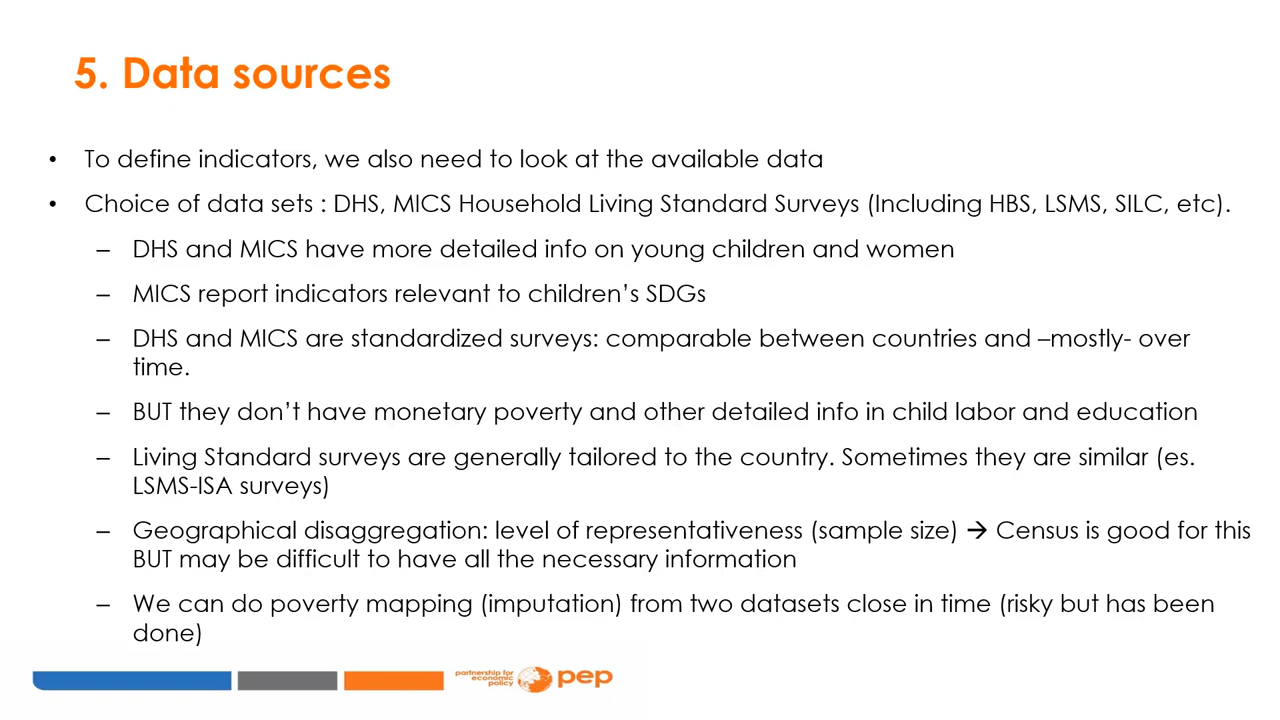 5. Data sources
• To define indicators, we also need to look at the available data
• Choice of data sets : DHS, MICS Household Living Standard Surveys (Including HBS, LSMS, SILC, etc).
– DHS and MICS have more detailed info on young children and women
– MICS report indicators relevant to children’s SDGs
– DHS and MICS are standardized surveys: comparable between countries and –mostly- over
time.
– BUT they don’t have monetary poverty and other detailed info in child labor and education
– Living Standard surveys are generally tailored to the country. Sometimes they are similar (es.
LSMS-ISA surveys)
– Geographical disaggregation: level of representativeness (sample size) → Census is good for this
BUT may be difficult to have all the necessary information
– We can do poverty mapping (imputation) from two datasets close in time (risky but has been
done)
partnership for
economic
policy
pep